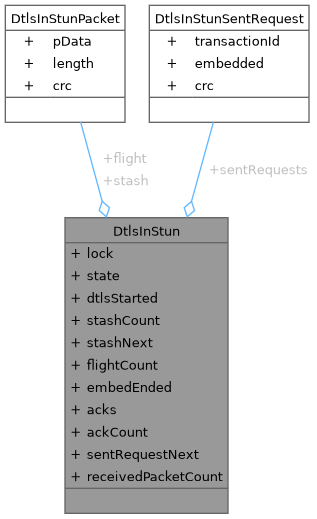 DtlsInStunPacket
+ pData
+ length
+ crc
DtlsInStunSentRequest
+ transactionId
+ embedded
+ crc
+flight
+stash
+sentRequests
DtlsInStun
+ lock
+ state
+ dtlsStarted
+ stashCount
+ stashNext
+ flightCount
+ embedEnded
+ acks
+ ackCount
+ sentRequestNext
+ receivedPacketCount